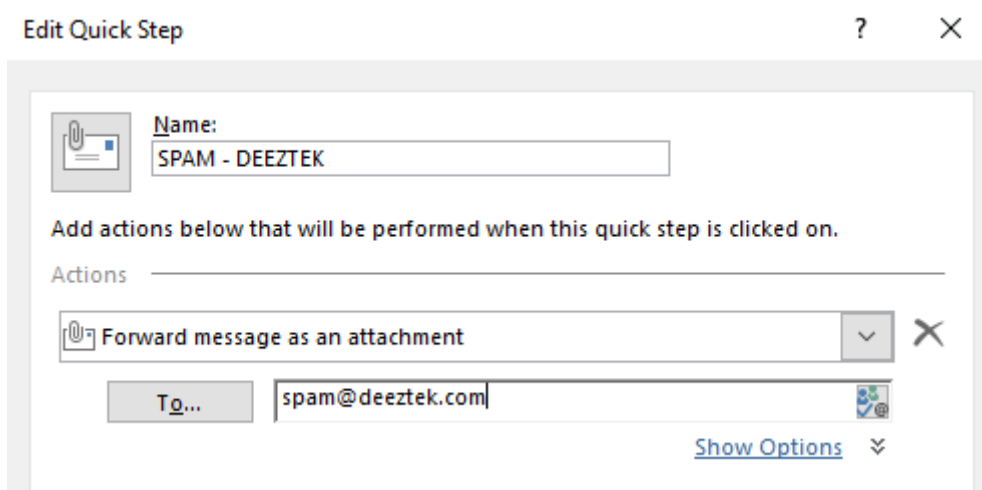 Edit Quick Step ?
Name:
SPAM - DEEZTEK
Add actions below that will be performed when this quick step is clicked on.
Actions
Forward message as an attachment
To... spam@deeztek.com
Show Options